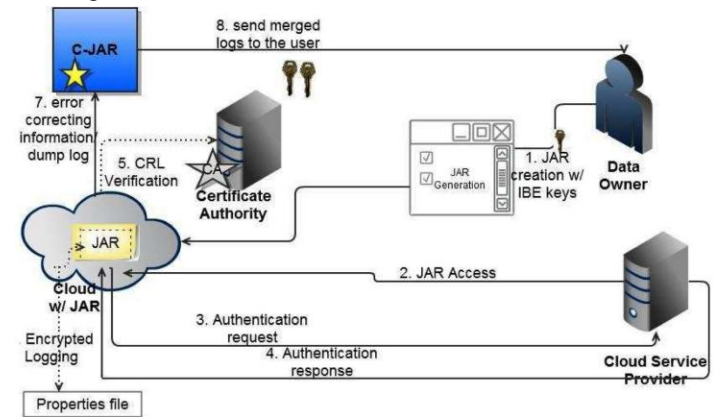 8. send merged
logs to the user
C-JAR
7. error
correcting
information/
dump log
5. CRL
Verification
CA
Certificate
Authority
JAR
Generation
1. JAR
creation w/
IBE keys
Data
Owner
JAR
Cloud
w/ JAR
2. JAR Access
3. Authentication
request
4. Authentication
response
Cloud Service
Provider
Encrypted
Logging
Properties file